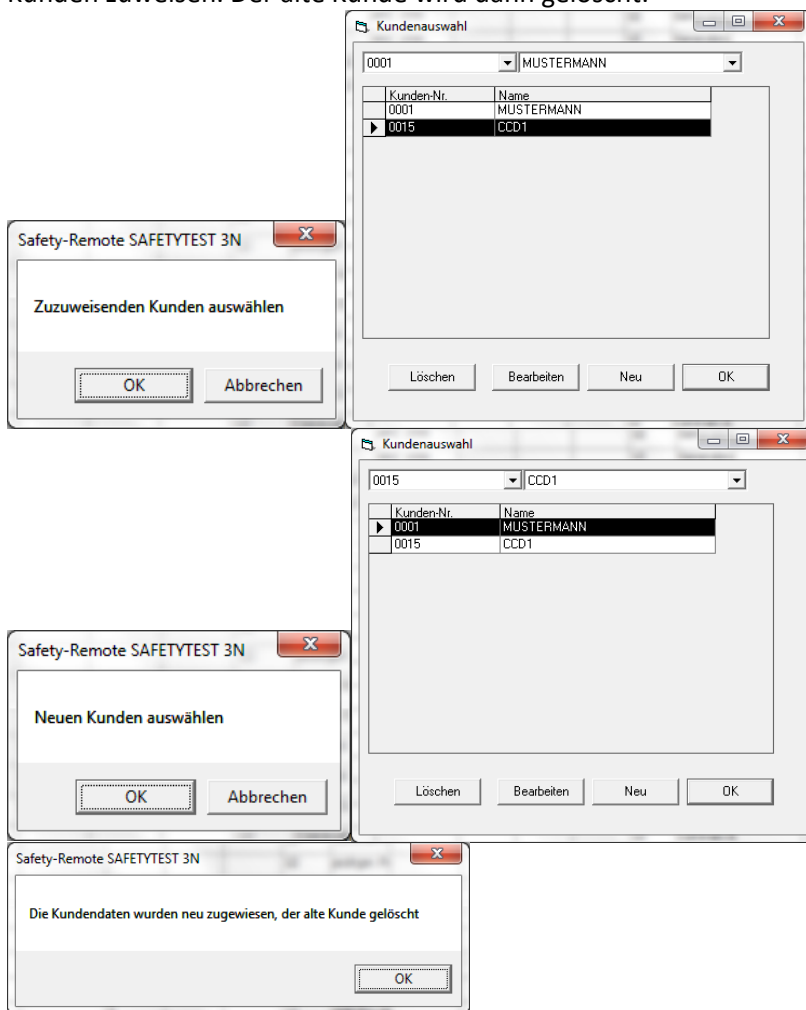 Kunden zuweisen. Der alte Kunde wird dann gelöscht.
Kundenauswahl
0001 MUSTERMANN
Kunden-Nr. Name
0001 MUSTERMANN
0015 CCD1
Löschen Bearbeiten Neu OK
Safety-Remote SAFETYTEST 3N
Zuzuweisenden Kunden auswählen
OK Abbrechen
Kundenauswahl
0015 CCD1
Kunden-Nr. Name
0001 MUSTERMANN
0015 CCD1
Löschen Bearbeiten Neu OK
Safety-Remote SAFETYTEST 3N
Neuen Kunden auswählen
OK Abbrechen
Safety-Remote SAFETYTEST 3N
Die Kundendaten wurden neu zugewiesen, der alte Kunde gelöscht
OK